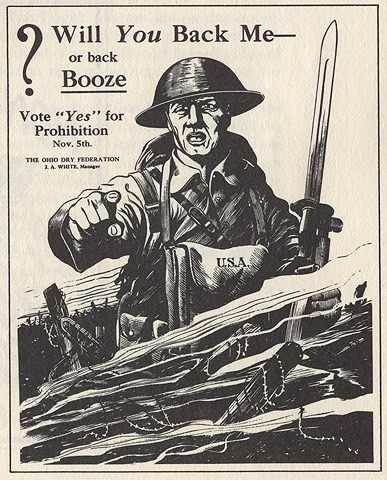 ? Will You Back Me—
or back
Booze
Vote "Yes" for
Prohibition
Nov. 5th.
THE OHIO DRY FEDERATION
J. A. WHITE, Manager
U.S.A.